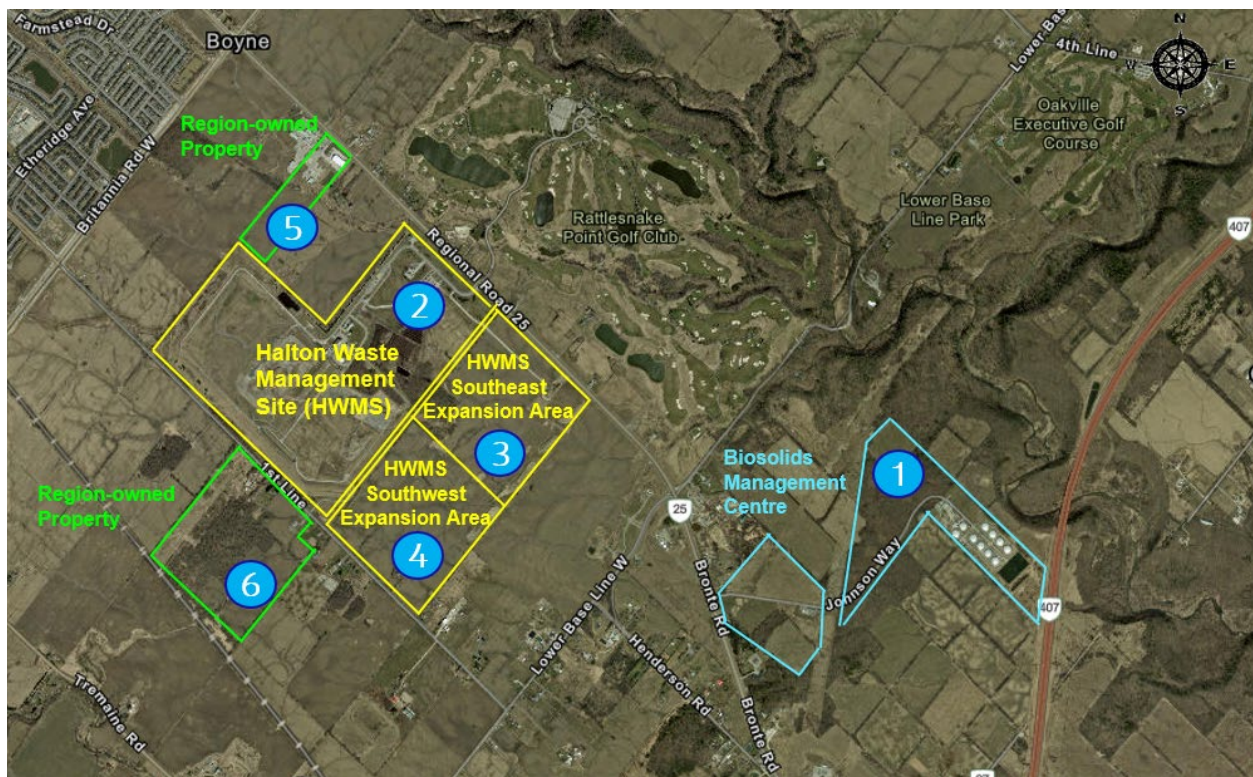 Farmstead Dr
Boyne
Etheridge Ave
Britannia Rd W
Lower Base
4th Line
N
E
S
Oakville
Executive Golf
Course
Region-owned
Property
5
Regional Road 25
Rattlesnake
Point Golf Club
Lower Base
Line Park
407
2
Halton Waste
Management
Site (HWMS)
HWMS
Southeast
Expansion Area
3
HWMS
Southwest
Expansion Area
4
1st Line
Region-owned
Property
6
Biosolids
Management
Centre
1
25
Bronte Rd
Johnson Way
407
Lower Base Line W
Henderson Rd
Bronte Rd
Tremaine Rd